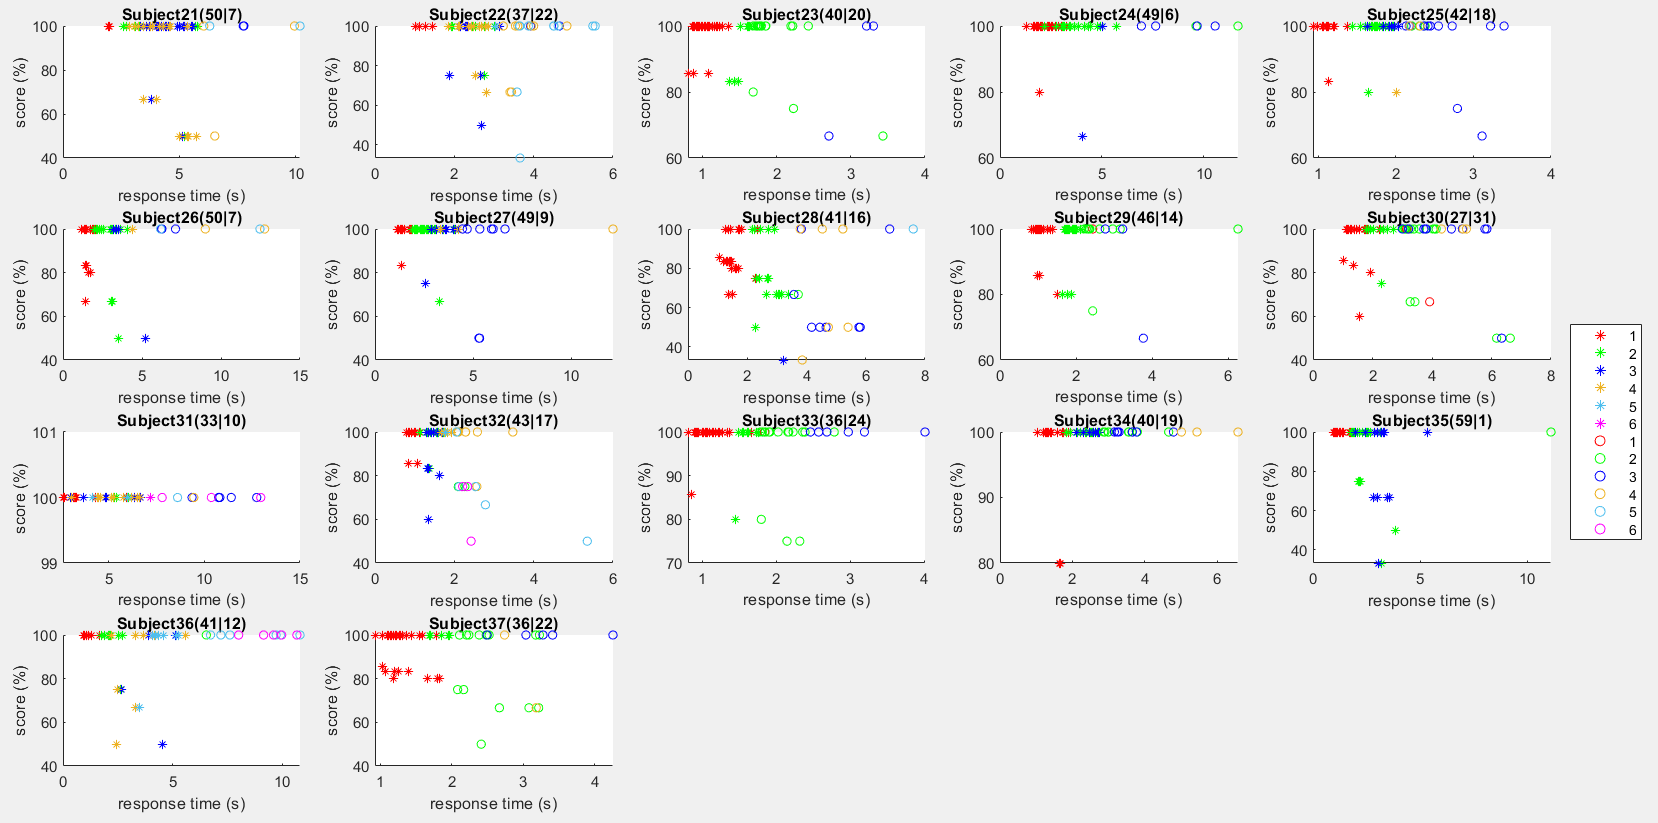 Subject21(50|7)
100
80
60
40
score (%)
0 5 10
response time (s)
Subject22(37|22)
100
80
60
40
score (%)
0 2 4 6
response time (s)
Subject23(40|20)
100
80
60
score (%)
1 2 3 4
response time (s)
Subject24(49|6)
100
80
60
score (%)
0 5 10
response time (s)
Subject25(42|18)
100
80
60
score (%)
1 2 3 4
response time (s)
Subject26(50|7)
100
80
60
40
score (%)
0 5 10 15
response time (s)
Subject27(49|9)
100
80
60
40
score (%)
0 5 10
response time (s)
Subject28(41|16)
100
80
60
40
score (%)
0 2 4 6 8
response time (s)
Subject29(46|14)
100
80
60
score (%)
0 2 4 6
response time (s)
Subject30(27|31)
100
80
60
40
score (%)
0 2 4 6 8
response time (s)
Subject31(33|10)
101
100
99
score (%)
5 10 15
response time (s)
Subject32(43|17)
100
80
60
40
score (%)
0 2 4 6
response time (s)
Subject33(36|24)
100
90
80
70
score (%)
1 2 3 4
response time (s)
Subject34(40|19)
100
90
80
score (%)
0 2 4 6
response time (s)
Subject35(59|1)
100
80
60
40
score (%)
0 5 10
response time (s)
Subject36(41|12)
100
80
60
40
score (%)
0 5 10
response time (s)
Subject37(36|22)
100
80
60
40
score (%)
1 2 3 4
response time (s)
1
2
3
4
5
6
1
2
3
4
5
6